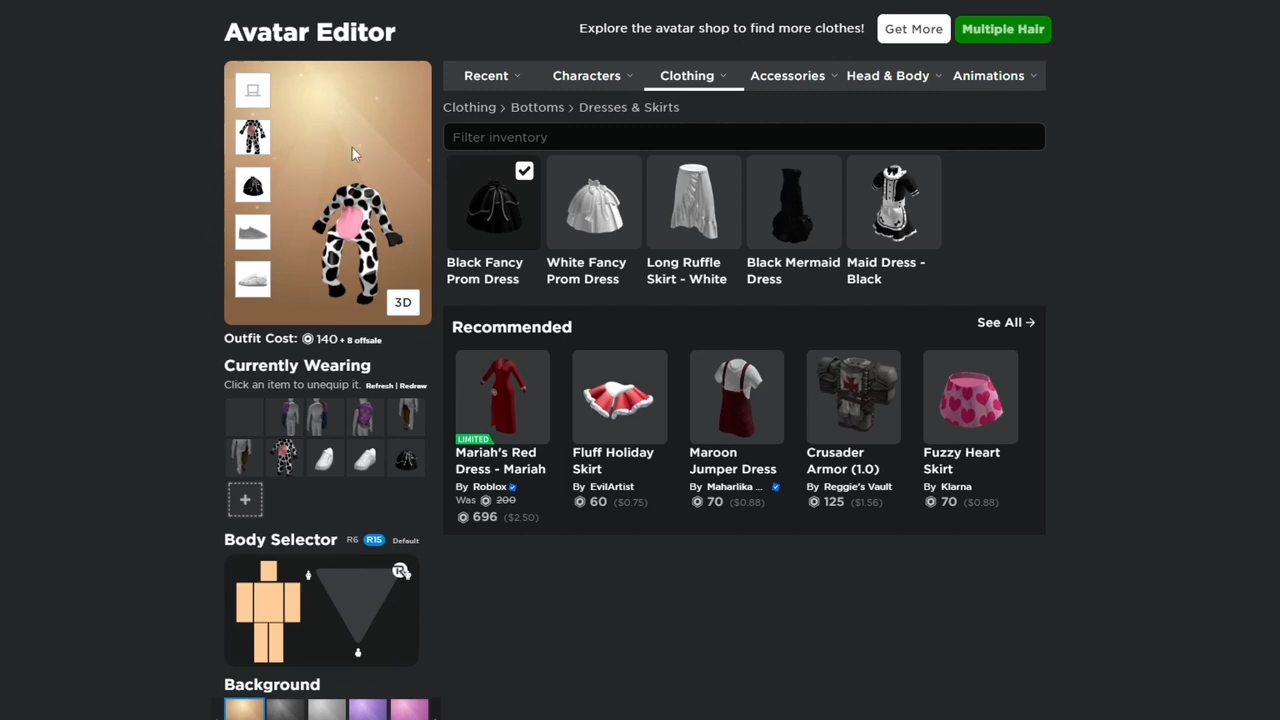 Avatar Editor
Explore the avatar shop to find more clothes!
Get More
Multiple Hair
Recent
Characters
Clothing
Accessories
Head & Body
Animations
Clothing > Bottoms > Dresses & Skirts
Filter inventory
Black Fancy
Prom Dress
White Fancy
Prom Dress
Long Ruffle
Skirt - White
Black Mermaid
Dress
Maid Dress -
Black
3D
Outfit Cost: 140 + 8 offsale
Currently Wearing
Click an item to unequip it. Refresh | Redraw
Recommended
See All →
LIMITED
Mariah's Red
Dress - Mariah
By Roblox
Was 200
696 ($2.50)
Fluff Holiday
Skirt
By EvilArtist
60 ($0.75)
Maroon
Jumper Dress
By Maharlika ...
70 ($0.88)
Crusader
Armor (1.0)
By Reggie's Vault
125 ($1.56)
Fuzzy Heart
Skirt
By Klarna
70 ($0.88)
Body Selector R6 R15 Default
Background